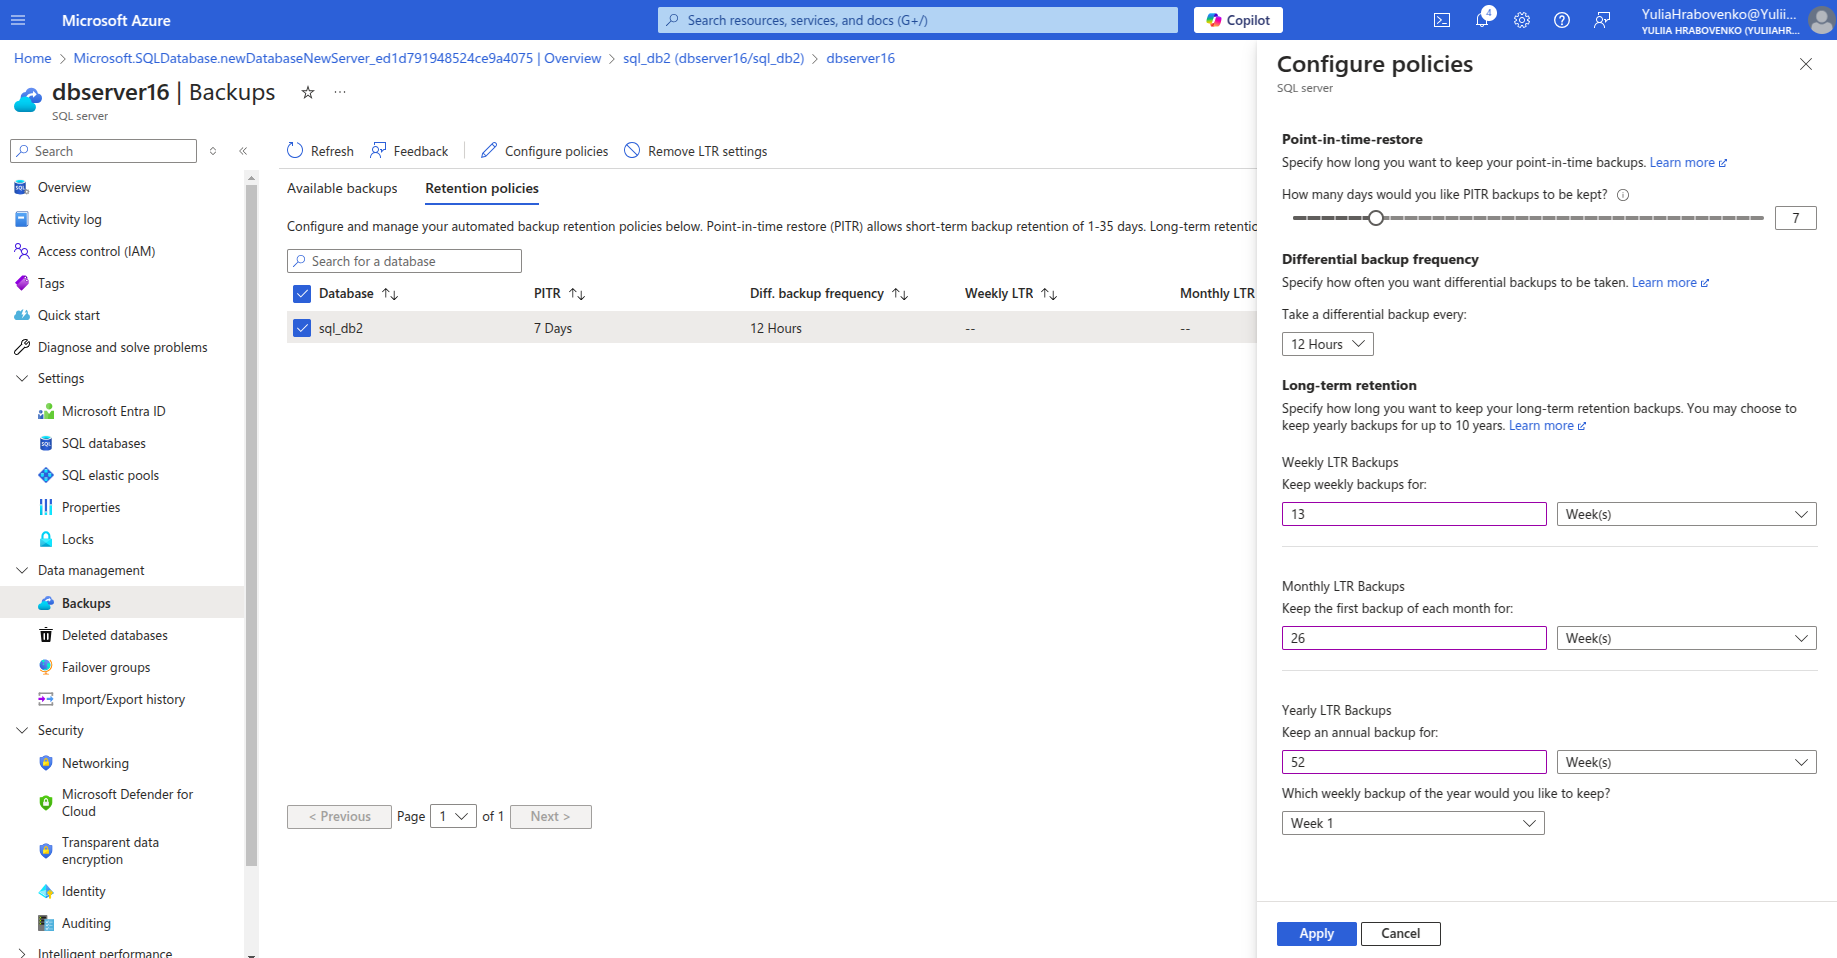 Microsoft Azure
Search resources, services, and docs (G+/)
Copilot
4
YuliaHrabovenko@Yulii...
YULIIA HRABOVENKO (YULIIAHR...
Home > Microsoft.SQLDatabase.newDatabaseNewServer_ed1d791948524ce9a4075 | Overview > sql_db2 (dbserver16/sql_db2) > dbserver16
dbserver16 | Backups
SQL server
Search
Overview
Activity log
Access control (IAM)
Tags
Quick start
Diagnose and solve problems
Settings
Microsoft Entra ID
SQL databases
SQL elastic pools
Properties
Locks
Data management
Backups
Deleted databases
Failover groups
Import/Export history
Security
Networking
Microsoft Defender for
Cloud
Transparent data
encryption
Identity
Auditing
Intelligent performance
Refresh
Feedback
Configure policies
Remove LTR settings
Available backups
Retention policies
Configure and manage your automated backup retention policies below. Point-in-time restore (PITR) allows short-term backup retention of 1-35 days. Long-term retentic
Search for a database
Database PITR Diff. backup frequency Weekly LTR Monthly LTR
sql_db2 7 Days 12 Hours -- --
< Previous Page 1 of 1 Next >
Configure policies
SQL server
Point-in-time-restore
Specify how long you want to keep your point-in-time backups. Learn more
How many days would you like PITR backups to be kept?
7
Differential backup frequency
Specify how often you want differential backups to be taken. Learn more
Take a differential backup every:
12 Hours
Long-term retention
Specify how long you want to keep your long-term retention backups. You may choose to
keep yearly backups for up to 10 years. Learn more
Weekly LTR Backups
Keep weekly backups for:
13 Week(s)
Monthly LTR Backups
Keep the first backup of each month for:
26 Week(s)
Yearly LTR Backups
Keep an annual backup for:
52 Week(s)
Which weekly backup of the year would you like to keep?
Week 1
Apply
Cancel